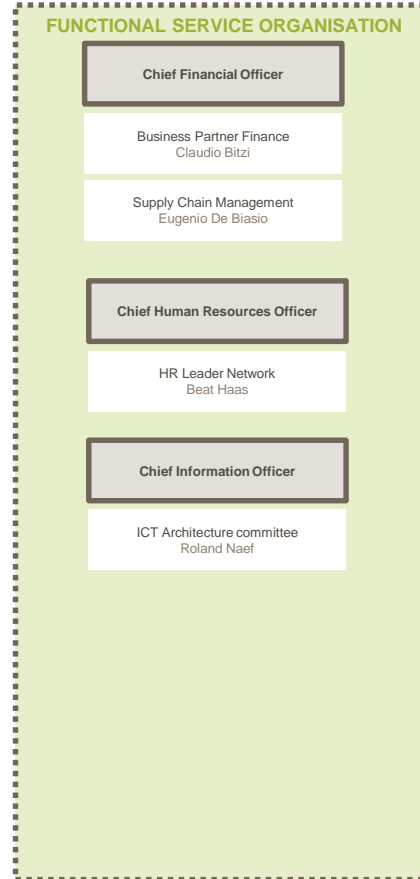 FUNCTIONAL SERVICE ORGANISATION
Chief Financial Officer
Business Partner Finance
Claudio Bitzi
Supply Chain Management
Eugenio De Biasio
Chief Human Resources Officer
HR Leader Network
Beat Haas
Chief Information Officer
ICT Architecture committee
Roland Naef